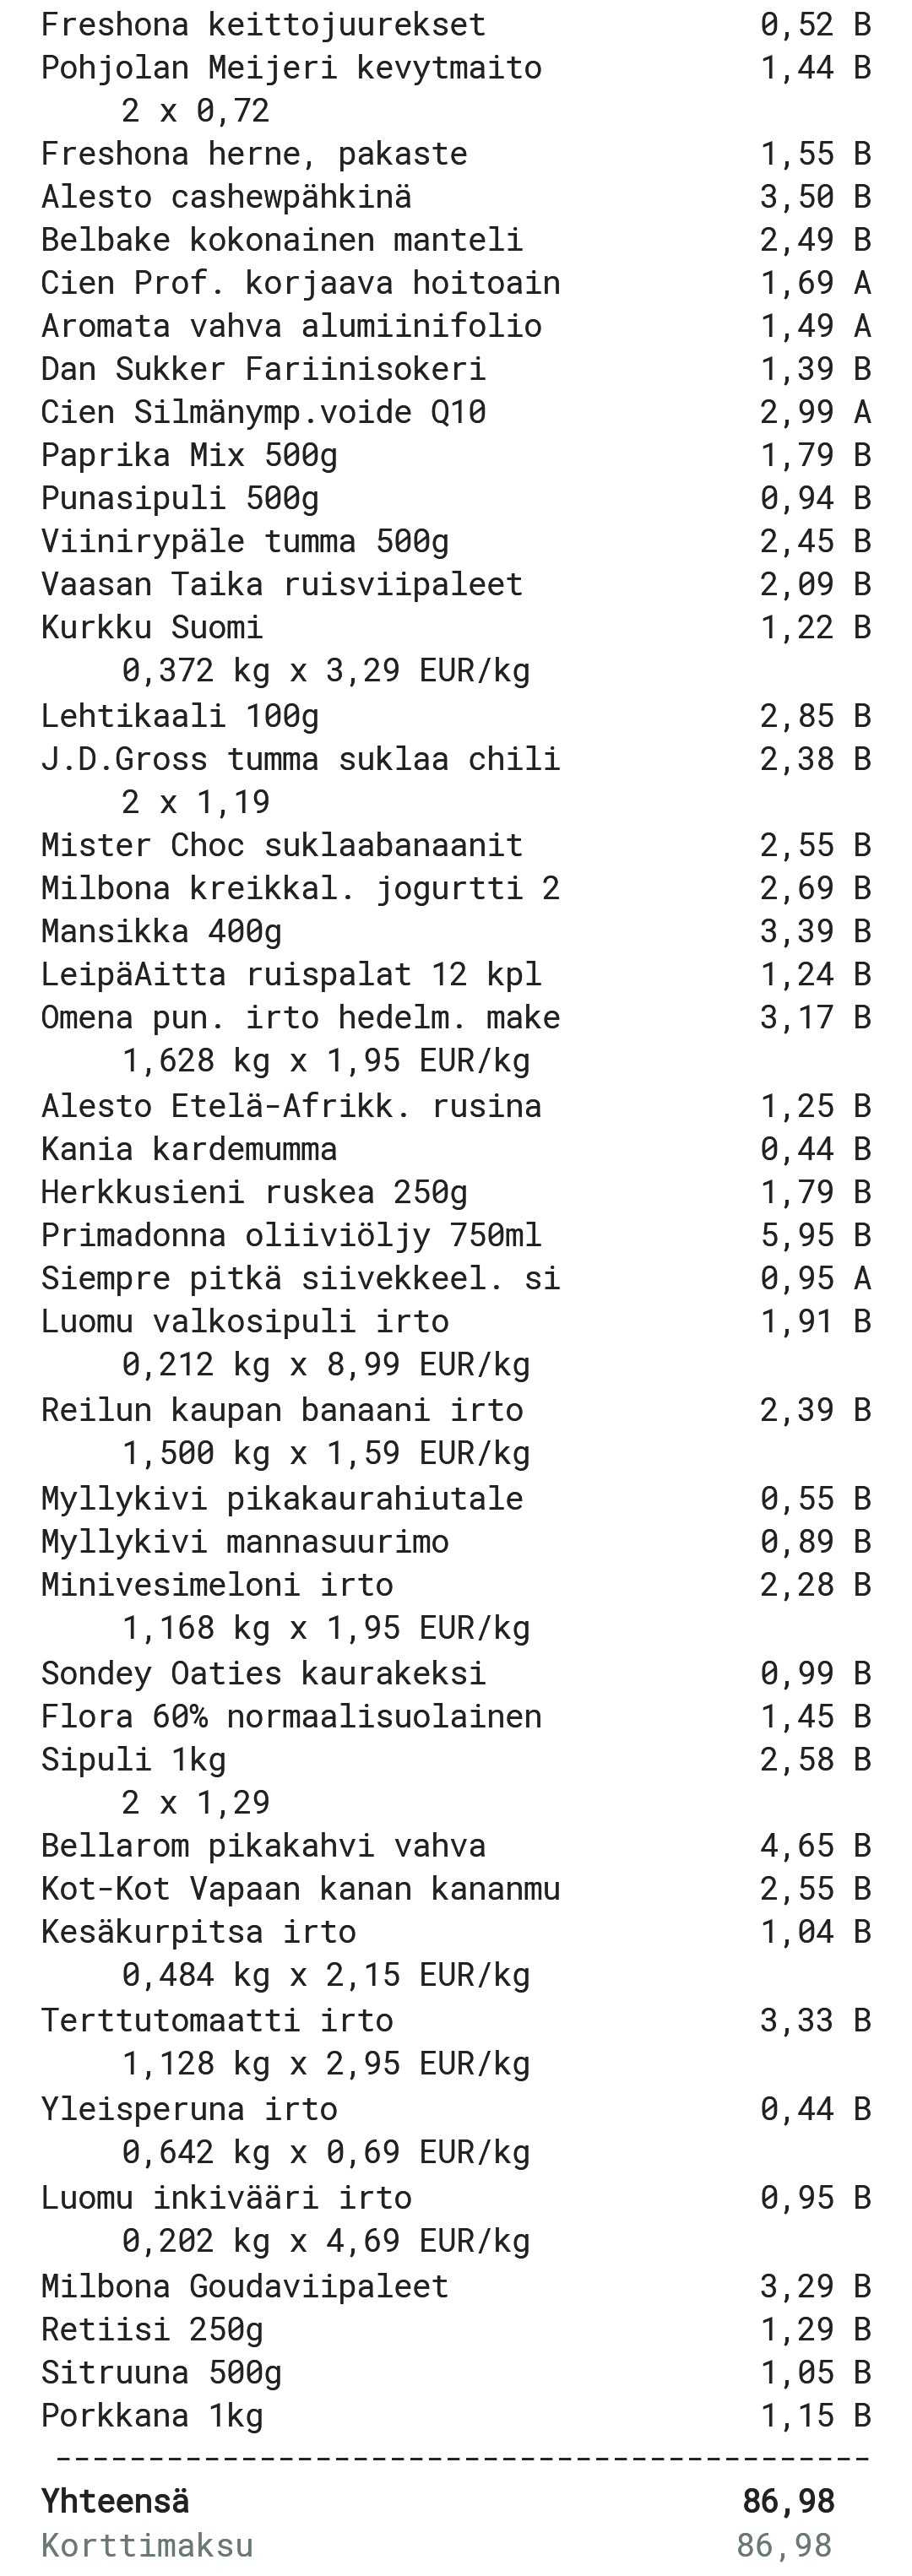 Freshona keittojuurekset 0,52 B
Pohjolan Meijeri kevytmaito 1,44 B
2 x 0,72
Freshona herne, pakaste 1,55 B
Alesto cashewpähkinä 3,50 B
Belbake kokonainen manteli 2,49 B
Cien Prof. korjaava hoitoain 1,69 A
Aromata vahva alumiinifolio 1,49 A
Dan Sukker Fariinisokeri 1,39 B
Cien Silmänymp.voide Q10 2,99 A
Paprika Mix 500g 1,79 B
Punasipuli 500g 0,94 B
Viinirypäle tumma 500g 2,45 B
Vaasan Taika ruisviipaleet 2,09 B
Kurkku Suomi 1,22 B
0,372 kg x 3,29 EUR/kg
Lehtikaali 100g 2,85 B
J.D.Gross tumma suklaa chili 2,38 B
2 x 1,19
Mister Choc suklaabanaanit 2,55 B
Milbona kreikkal. jogurtti 2 2,69 B
Mansikka 400g 3,39 B
LeipäAitta ruispalat 12 kpl 1,24 B
Omena pun. irto hedelm. make 3,17 B
1,628 kg x 1,95 EUR/kg
Alesto Etelä-Afrikk. rusina 1,25 B
Kania kardemumma 0,44 B
Herkkusieni ruskea 250g 1,79 B
Primadonna oliiviöljy 750ml 5,95 B
Siempre pitkä siivekkeel. si 0,95 A
Luomu valkosipuli irto 1,91 B
0,212 kg x 8,99 EUR/kg
Reilun kaupan banaani irto 2,39 B
1,500 kg x 1,59 EUR/kg
Myllykivi pikakaurahiutale 0,55 B
Myllykivi mannasuurimo 0,89 B
Minivesimeloni irto 2,28 B
1,168 kg x 1,95 EUR/kg
Sondey Oaties kaurakeksi 0,99 B
Flora 60% normaalisuolainen 1,45 B
Sipuli 1kg 2,58 B
2 x 1,29
Bellarom pikakahvi vahva 4,65 B
Kot-Kot Vapaan kanan kananmu 2,55 B
Kesäkurpitsa irto 1,04 B
0,484 kg x 2,15 EUR/kg
Terttutomaatti irto 3,33 B
1,128 kg x 2,95 EUR/kg
Yleisperuna irto 0,44 B
0,642 kg x 0,69 EUR/kg
Luomu inkivääri irto 0,95 B
0,202 kg x 4,69 EUR/kg
Milbona Goudaviipaleet 3,29 B
Retiisi 250g 1,29 B
Sitruuna 500g 1,05 B
Porkkana 1kg 1,15 B
--------------------------------------------
Yhteensä 86,98
Korttimaksu 86,98